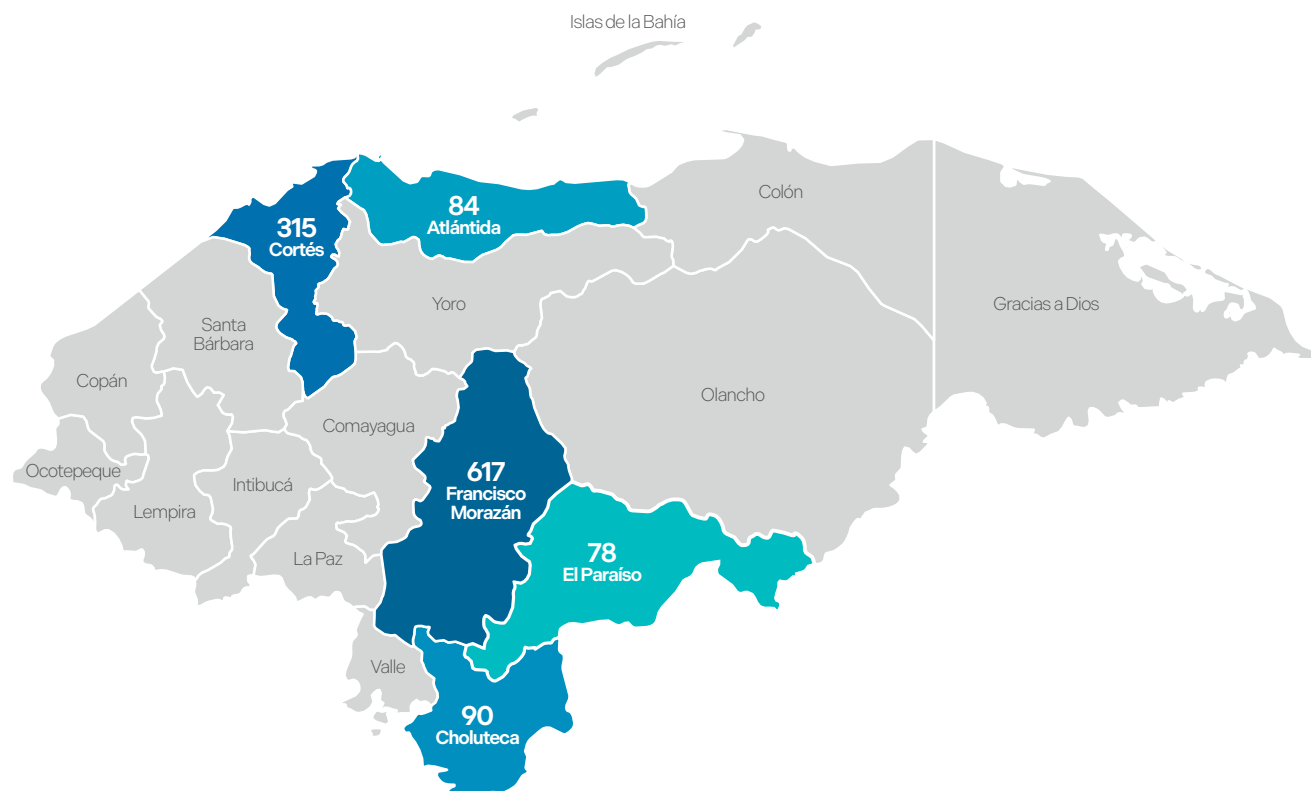 Islas de la Bahía
Colón
84
Atlántida
315
Cortés
Yoro
Gracias a Dios
Santa
Bárbara
Copán
Olancho
Comayagua
Ocotepeque
617
Francisco
Morazán
Intibucá
Lempira
La Paz
78
El Paraíso
Valle
90
Choluteca